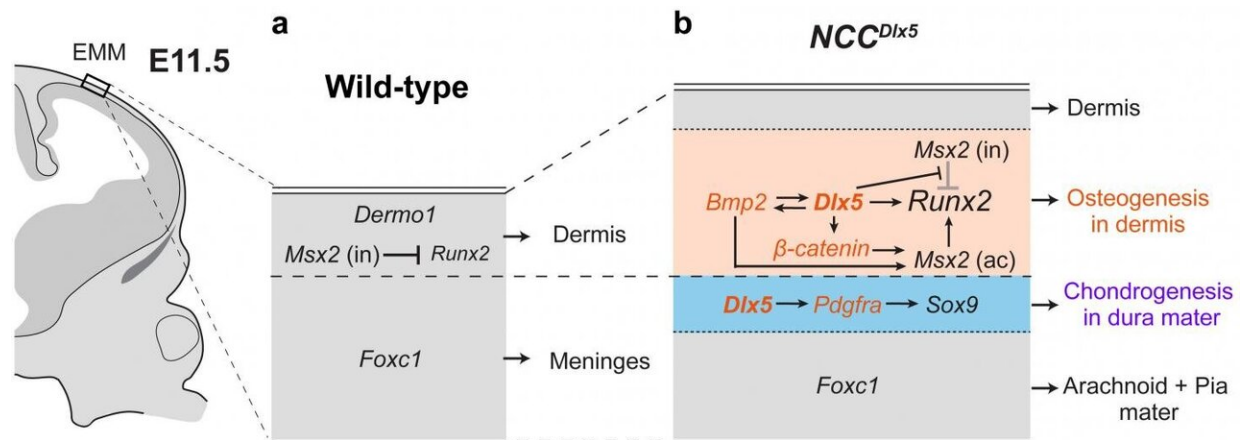 EMM
E11.5
a
Wild-type
Dermo1
Msx2 (in) Runx2
Dermis
Foxc1
Meninges
b
NCC^Dlx5
Dermis
Msx2 (in)
Bmp2 Dlx5 Runx2
β-catenin
Msx2 (ac)
Osteogenesis
in dermis
Dlx5 Pdgfra Sox9
Chondrogenesis
in dura mater
Foxc1
Arachnoid + Pia
mater